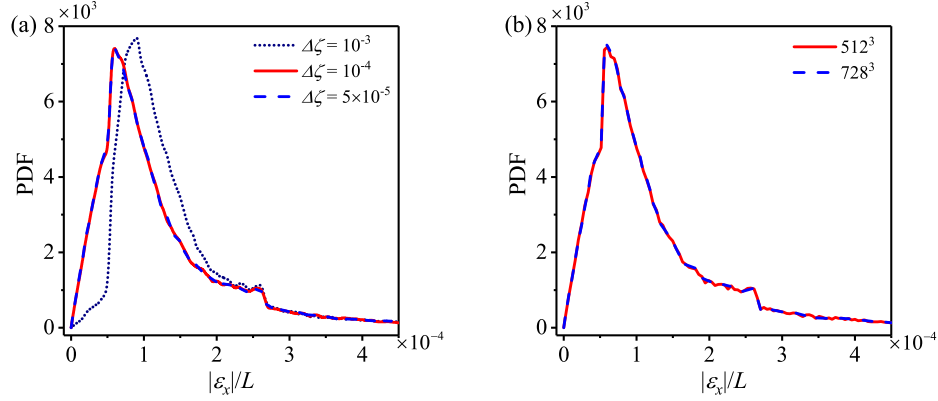 (a)
×10³
8
6
4
2
0
PDF
Δζ = 10⁻³
Δζ = 10⁻⁴
Δζ = 5×10⁻⁵
0 1 2 3 4
×10⁻⁴
|εₓ|/L
(b)
×10³
8
6
4
2
0
PDF
512³
728³
0 1 2 3 4
×10⁻⁴
|εₓ|/L